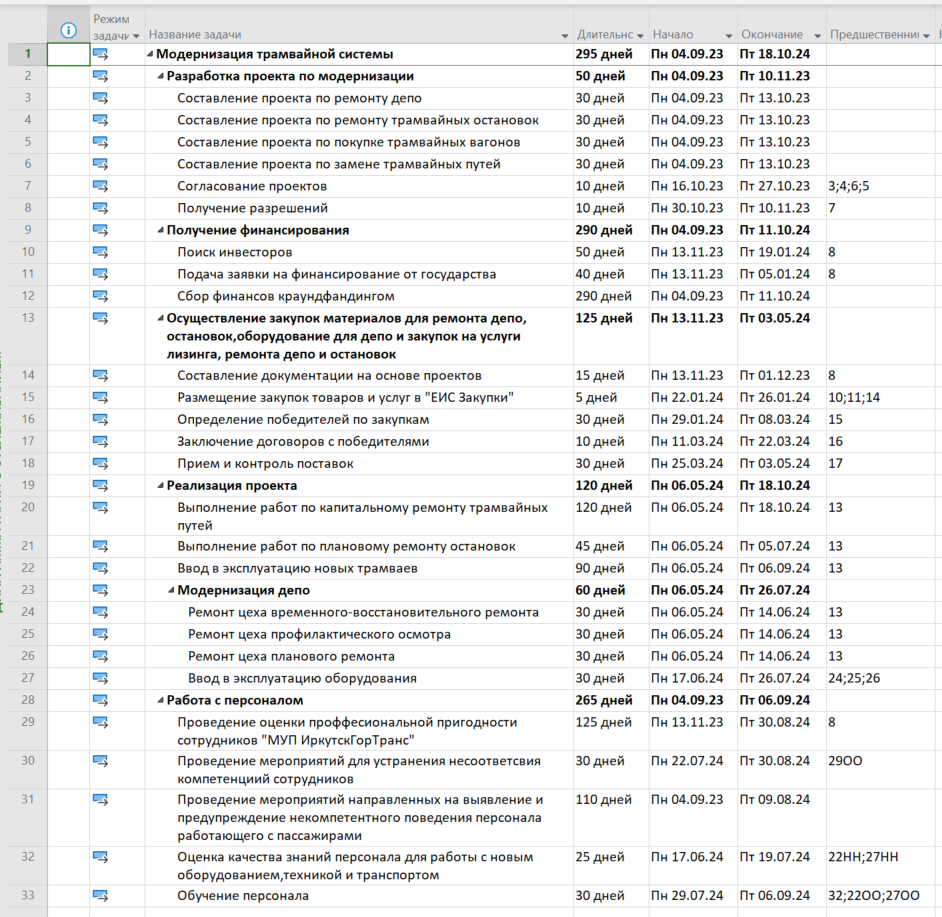 Режим
задачи Название задачи Длительнс Начало Окончание Предшественни
1 Модернизация трамвайной системы 295 дней Пн 04.09.23 Пт 18.10.24
2 Разработка проекта по модернизации 50 дней Пн 04.09.23 Пт 10.11.23
3 Составление проекта по ремонту депо 30 дней Пн 04.09.23 Пт 13.10.23
4 Составление проекта по ремонту трамвайных остановок 30 дней Пн 04.09.23 Пт 13.10.23
5 Составление проекта по покупке трамвайных вагонов 30 дней Пн 04.09.23 Пт 13.10.23
6 Составление проекта по замене трамвайных путей 30 дней Пн 04.09.23 Пт 13.10.23
7 Согласование проектов 10 дней Пн 16.10.23 Пт 27.10.23 3;4;6;5
8 Получение разрешений 10 дней Пн 30.10.23 Пт 10.11.23 7
9 Получение финансирования 290 дней Пн 04.09.23 Пт 11.10.24
10 Поиск инвесторов 50 дней Пн 13.11.23 Пт 19.01.24 8
11 Подача заявки на финансирование от государства 40 дней Пн 13.11.23 Пт 05.01.24 8
12 Сбор финансов краундфандингом 290 дней Пн 04.09.23 Пт 11.10.24
13 Осуществление закупок материалов для ремонта депо, 125 дней Пн 13.11.23 Пт 03.05.24
остановок,оборудование для депо и закупок на услуги
лизинга, ремонта депо и остановок
14 Составление документации на основе проектов 15 дней Пн 13.11.23 Пт 01.12.23 8
15 Размещение закупок товаров и услуг в "ЕИС Закупки" 5 дней Пн 22.01.24 Пт 26.01.24 10;11;14
16 Определение победителей по закупкам 30 дней Пн 29.01.24 Пт 08.03.24 15
17 Заключение договоров с победителями 10 дней Пн 11.03.24 Пт 22.03.24 16
18 Прием и контроль поставок 30 дней Пн 25.03.24 Пт 03.05.24 17
19 Реализация проекта 120 дней Пн 06.05.24 Пт 18.10.24
20 Выполнение работ по капитальному ремонту трамвайных 120 дней Пн 06.05.24 Пт 18.10.24 13
путей
21 Выполнение работ по плановому ремонту остановок 45 дней Пн 06.05.24 Пт 05.07.24 13
22 Ввод в эксплуатацию новых трамваев 90 дней Пн 06.05.24 Пт 06.09.24 13
23 Модернизация депо 60 дней Пн 06.05.24 Пт 26.07.24
24 Ремонт цеха временного-восстановительного ремонта 30 дней Пн 06.05.24 Пт 14.06.24 13
25 Ремонт цеха профилактического осмотра 30 дней Пн 06.05.24 Пт 14.06.24 13
26 Ремонт цеха планового ремонта 30 дней Пн 06.05.24 Пт 14.06.24 13
27 Ввод в эксплуатацию оборудования 30 дней Пн 17.06.24 Пт 26.07.24 24;25;26
28 Работа с персоналом 265 дней Пн 04.09.23 Пт 06.09.24
29 Проведение оценки проффесиональной пригодности 125 дней Пн 13.11.23 Пт 30.08.24 8
сотрудников "МУП ИркутскГорТранс"
30 Проведение мероприятий для устранения несоответсвия 30 дней Пн 22.07.24 Пт 30.08.24 29ОО
компетенциий сотрудников
31 Проведение мероприятий направленных на выявление и 110 дней Пн 04.09.23 Пт 09.08.24
предупреждение некомпетентного поведения персонала
работающего с пассажирами
32 Оценка качества знаний персонала для работы с новым 25 дней Пн 17.06.24 Пт 19.07.24 22НН;27НН
оборудованием,техникой и транспортом
33 Обучение персонала 30 дней Пн 29.07.24 Пт 06.09.24 32;22ОО;27ОО